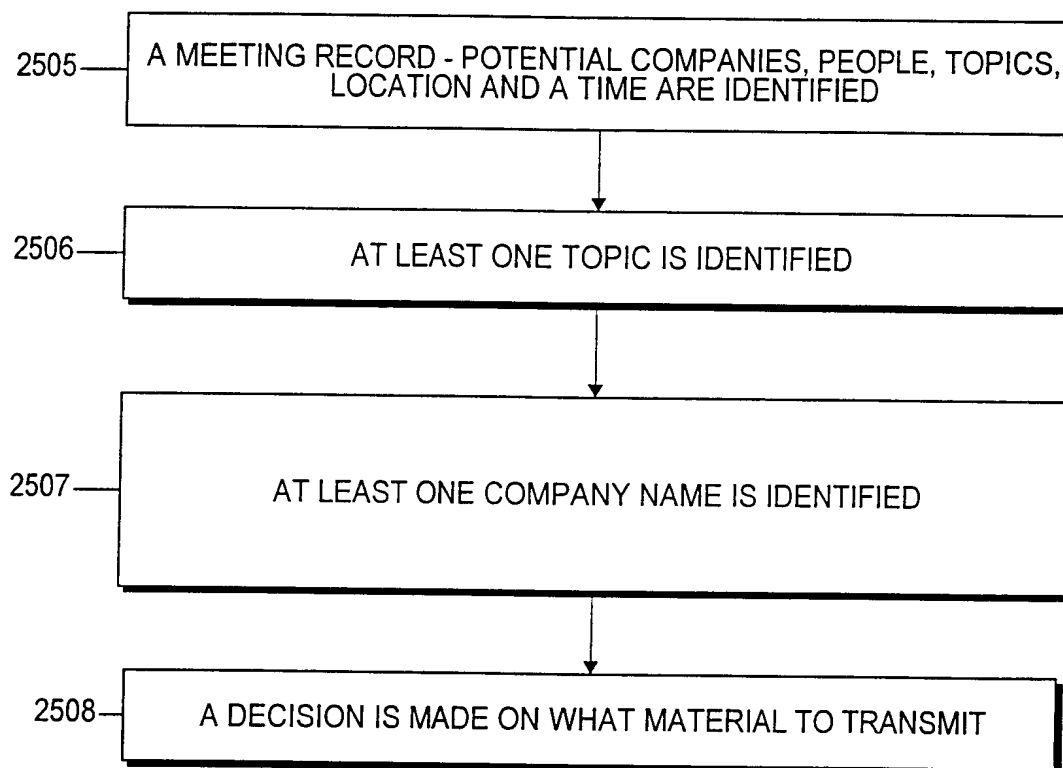 2505
A MEETING RECORD - POTENTIAL COMPANIES, PEOPLE, TOPICS,
LOCATION AND A TIME ARE IDENTIFIED
2506
AT LEAST ONE TOPIC IS IDENTIFIED
2507
AT LEAST ONE COMPANY NAME IS IDENTIFIED
2508
A DECISION IS MADE ON WHAT MATERIAL TO TRANSMIT